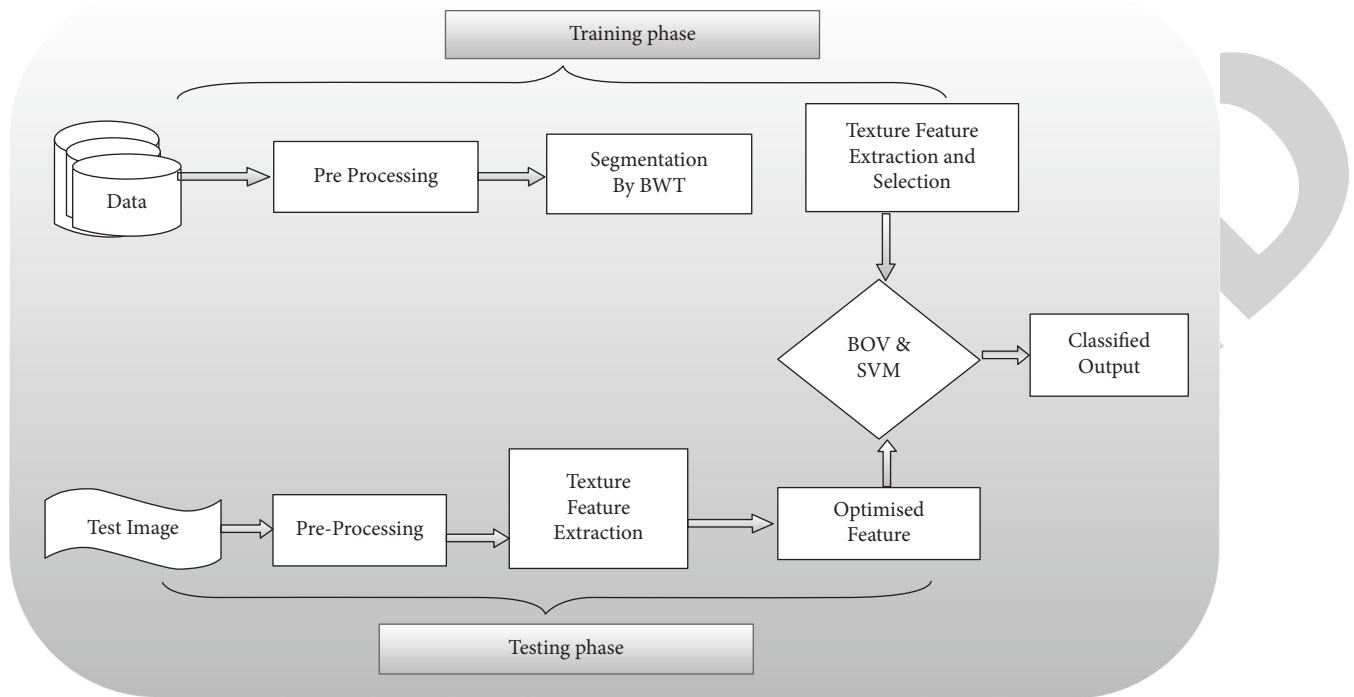 Training phase
Data
Pre Processing
Segmentation
By BWT
Texture Feature
Extraction and
Selection
BOV &
SVM
Classified
Output
Test Image
Pre-Processing
Texture
Feature
Extraction
Optimised
Feature
Testing phase